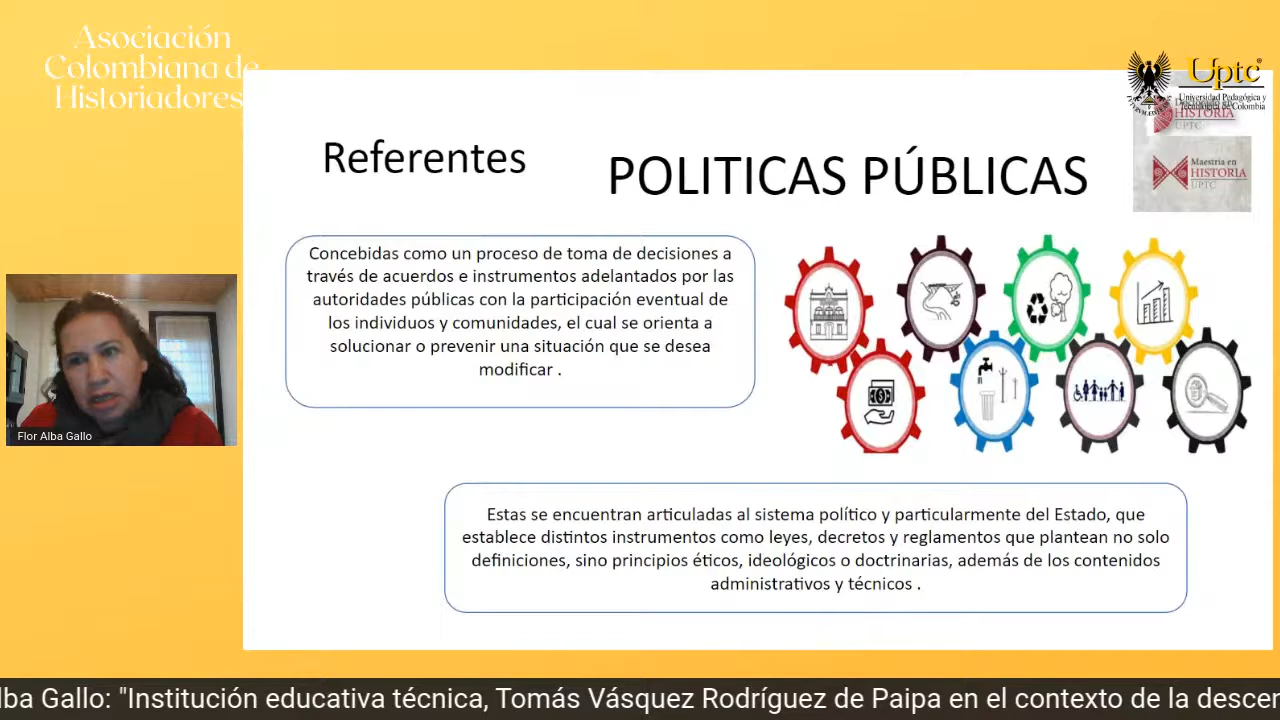 Asociación
Colombiana de
Historiadores
Uptc
Universidad Pedagógica y
Tecnológica de Colombia
HISTORIA
UPTC
Maestría en
HISTORIA
UPTC
Referentes
POLITICAS PÚBLICAS
Concebidas como un proceso de toma de decisiones a
través de acuerdos e instrumentos adelantados por las
autoridades públicas con la participación eventual de
los individuos y comunidades, el cual se orienta a
solucionar o prevenir una situación que se desea
modificar .
Flor Alba Gallo
Estas se encuentran articuladas al sistema político y particularmente del Estado, que
establece distintos instrumentos como leyes, decretos y reglamentos que plantean no solo
definiciones, sino principios éticos, ideológicos o doctrinarias, además de los contenidos
administrativos y técnicos .
lba Gallo: "Institución educativa técnica, Tomás Vásquez Rodríguez de Paipa en el contexto de la descen